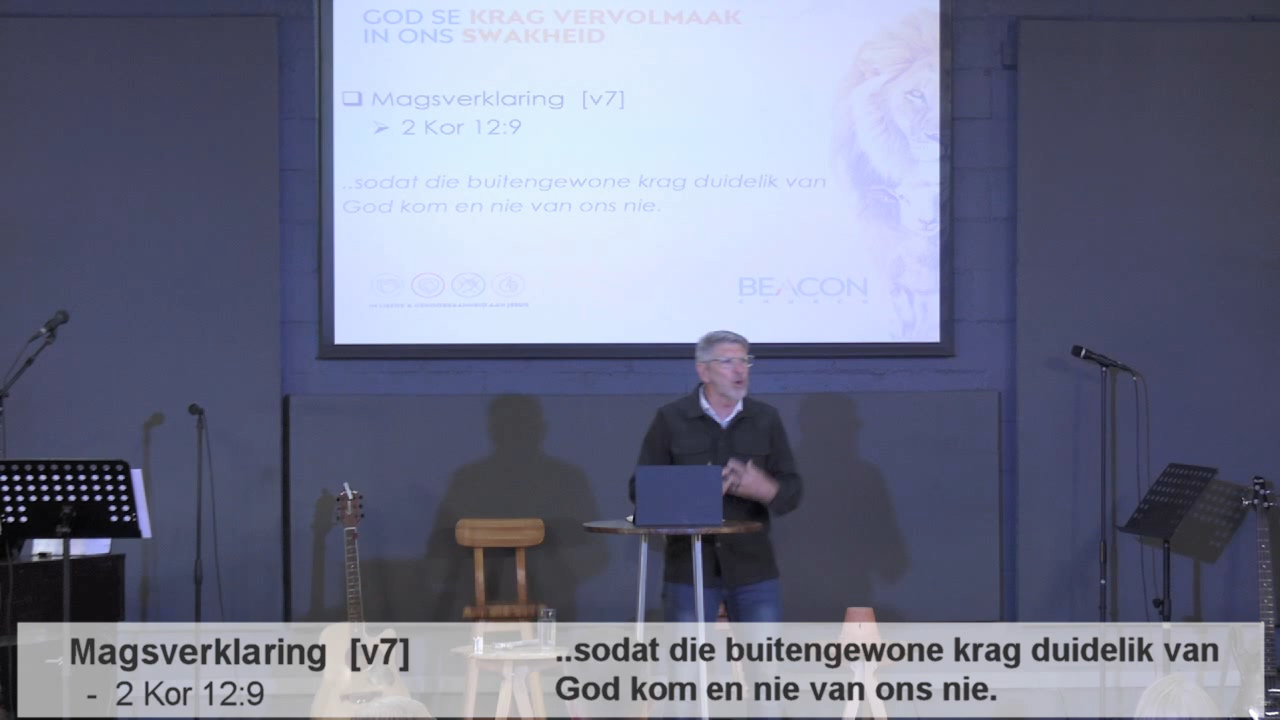 GOD SE KRAG VERVOLMAAK
IN ONS SWAKHEID
❑ Magsverklaring [v7]
➢ 2 Kor 12:9
..sodat die buitengewone krag duidelik van
God kom en nie van ons nie.
BEACON
CHURCH
Magsverklaring [v7]
- 2 Kor 12:9
..sodat die buitengewone krag duidelik van
God kom en nie van ons nie.